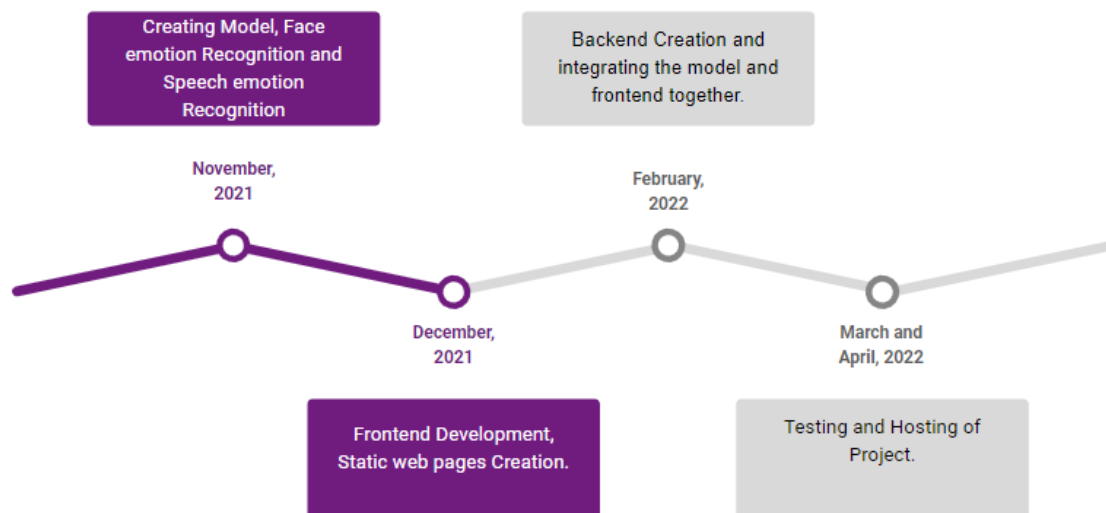 Creating Model, Face
emotion Recognition and
Speech emotion
Recognition
November,
2021
Backend Creation and
integrating the model and
frontend together.
February,
2022
December,
2021
Frontend Development,
Static web pages Creation.
March and
April, 2022
Testing and Hosting of
Project.